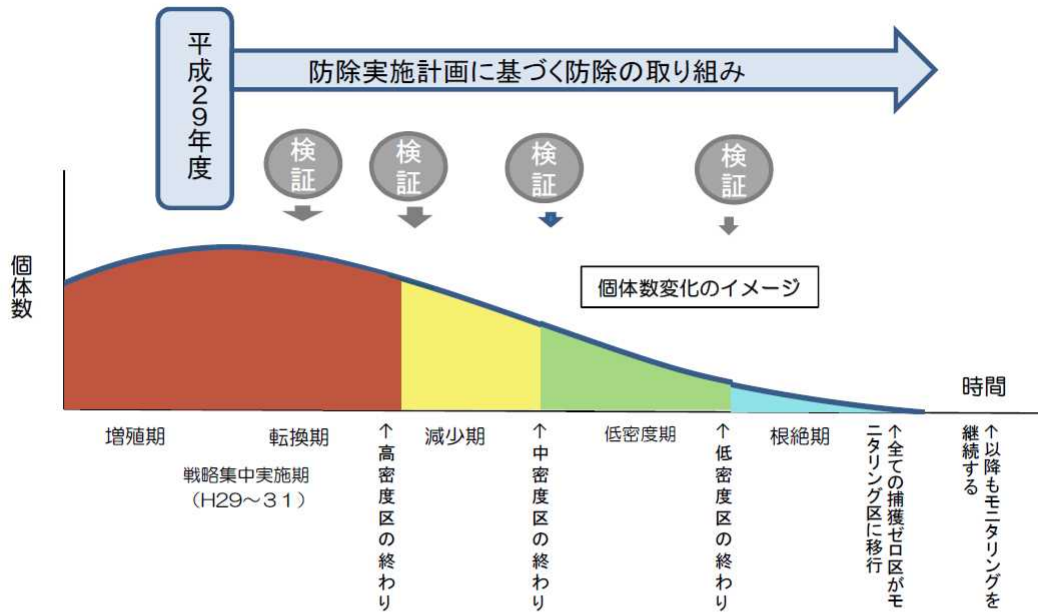 平成29年度
防除実施計画に基づく防除の取り組み
検証
検証
検証
検証
個体数
個体数変化のイメージ
時間
増殖期
転換期
減少期
低密度期
根絶期
戦略集中実施期
（H29～31）
↑高密度区の終わり
↑中密度区の終わり
↑低密度区の終わり
↑全ての捕獲ゼロ区がモ
ニタリング区に移行
↑以降もモニタリングを
継続する